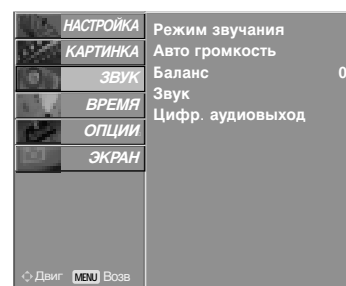 НАСТРОЙКА
КАРТИНКА
ЗВУК
ВРЕМЯ
ОПЦИИ
ЭКРАН
Двиг MENU Возв
Режим звучания
Авто громкость
Баланс 0
Звук
Цифр. аудиовыход